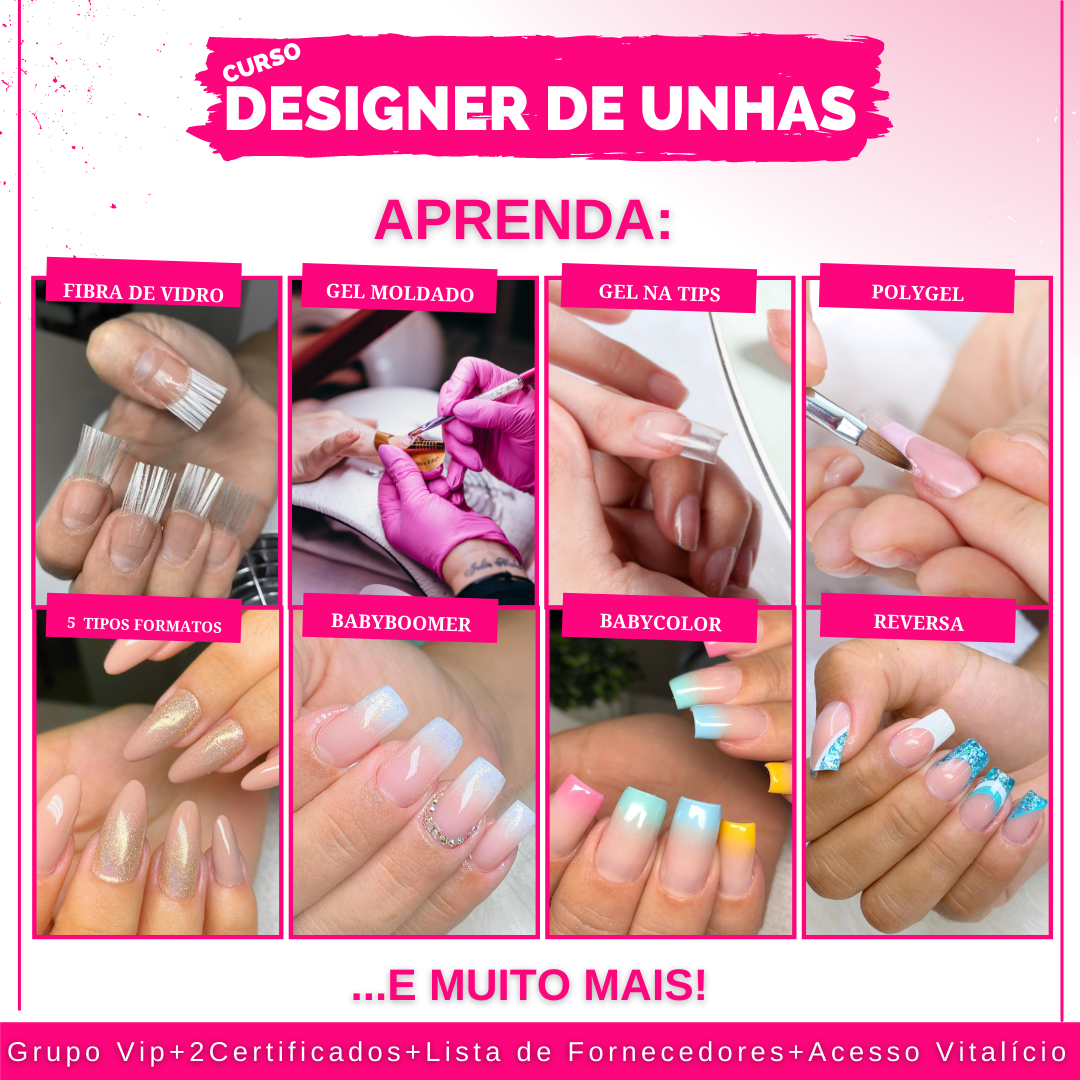 CURSO
DESIGNER DE UNHAS
APRENDA:
FIBRA DE VIDRO
GEL MOLDADO
GEL NA TIPS
POLYGEL
5 TIPOS FORMATOS
BABYBOOMER
BABYCOLOR
REVERSA
...E MUITO MAIS!
Grupo Vip+2Certificados+Lista de Fornecedores+Acesso Vitalício